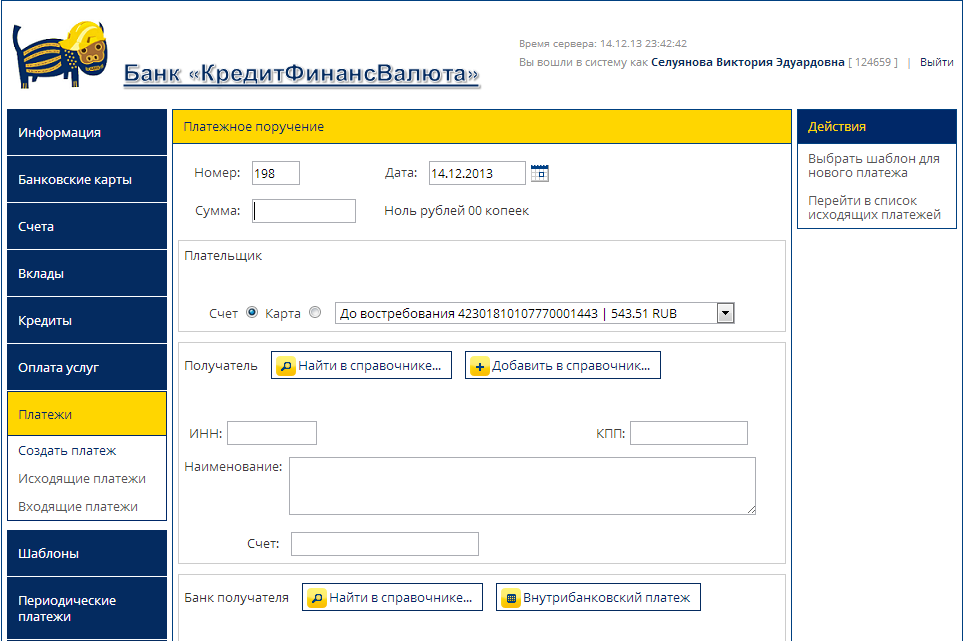 Время сервера: 14.12.13 23:42:42
Вы вошли в систему как Селуянова Виктория Эдуардовна [ 124659 ] | Выйти
Банк «КредитФинансВалюта»
Информация
Банковские карты
Счета
Вклады
Кредиты
Оплата услуг
Платежи
Создать платеж
Исходящие платежи
Входящие платежи
Шаблоны
Периодические
платежи
Платежное поручение
Номер: 198 Дата: 14.12.2013
Сумма: Ноль рублей 00 копеек
Плательщик
Счет Карта До востребования 42301810107770001443 | 543.51 RUB
Получатель Найти в справочнике... Добавить в справочник...
ИНН: КПП:
Наименование:
Счет:
Банк получателя Найти в справочнике... Внутрибанковский платеж
Действия
Выбрать шаблон для
нового платежа
Перейти в список
исходящих платежей